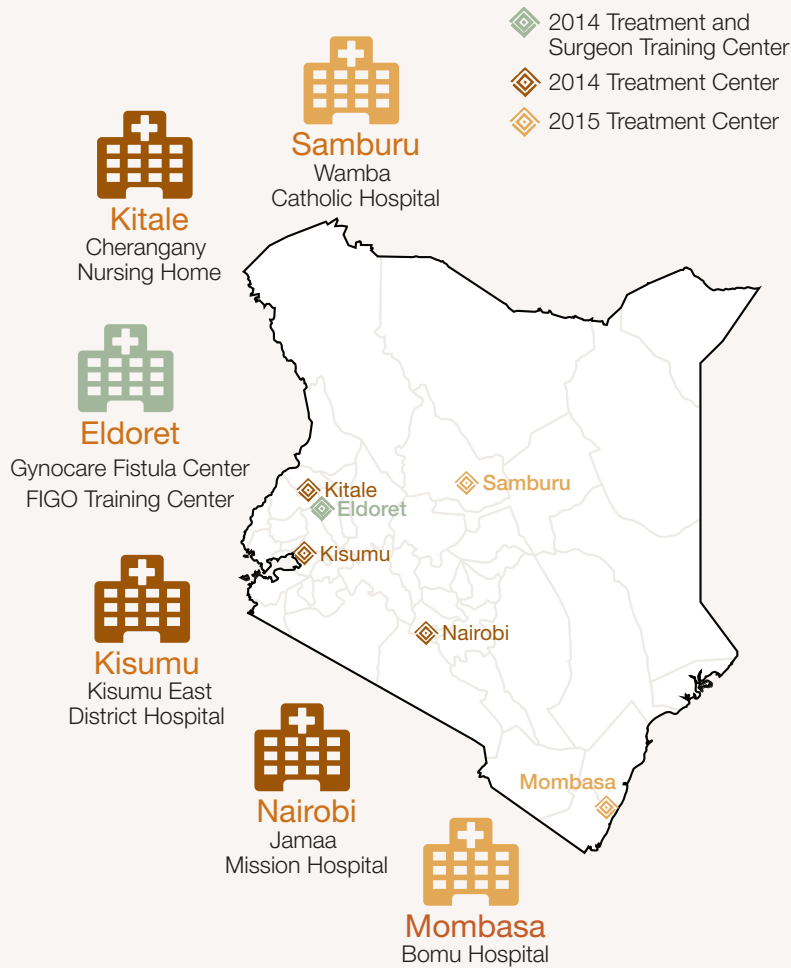 2014 Treatment and
Surgeon Training Center
2014 Treatment Center
2015 Treatment Center
Samburu
Wamba
Catholic Hospital
Kitale
Cherangany
Nursing Home
Eldoret
Gynocare Fistula Center
FIGO Training Center
Kisumu
Kisumu East
District Hospital
Nairobi
Jamaa
Mission Hospital
Mombasa
Bomu Hospital
Kitale
Eldoret
Samburu
Kisumu
Nairobi
Mombasa